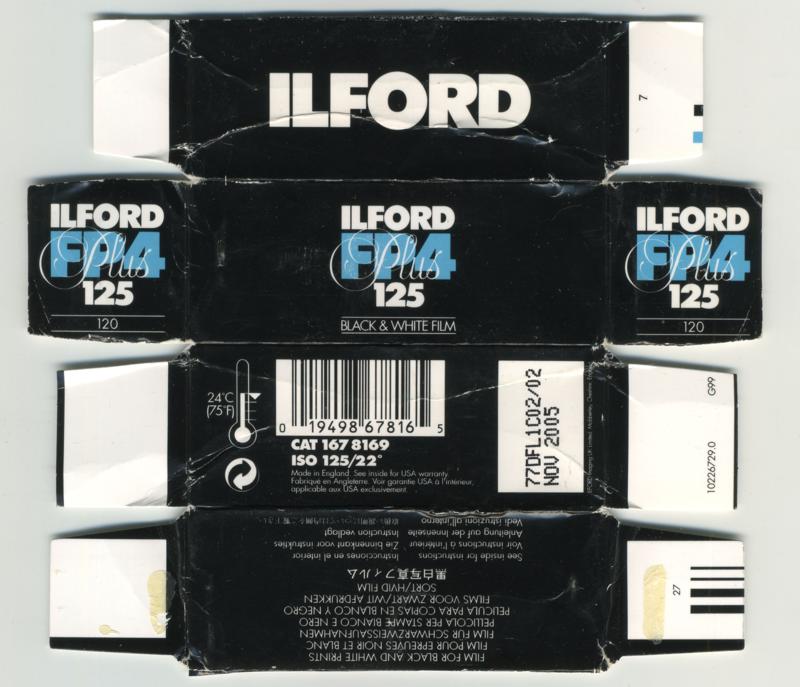 ILFORD
7
ILFORD
FP4
Plus
125
120
ILFORD
FP4
Plus
125
BLACK & WHITE FILM
ILFORD
FP4
Plus
125
120
24°C
(75°F)
0 19498 67816 5
CAT 167 8169
ISO 125/22°
Made in England. See inside for USA warranty.
Fabriqué en Angleterre. Voir garantie USA à l'intérieur,
applicable aux USA exclusivement.
77DFL1C02/02
NOV 2005
G99
10226729.0
FILM FOR BLACK AND WHITE PRINTS
FILM POUR EPREUVES NOIR ET BLANC
FILM FÜR SCHWARZWEISSAUFNAHMEN
PELLICOLA PER STAMPE BIANCO E NERO
PELICULA PARA COPIAS EN BLANCO Y NEGRO
FILMS VOOR ZWART/WIT AFDRUKKEN
SORT/HVID FILM
黒白写真フィルム
See inside for instructions
Voir instructions à l'intérieur
Anleitung auf der Innenseite
Vedi istruzioni all'interno
Instrucciones en el interior
Zie binnenkant voor instrukties
Instruction vedlagt
27